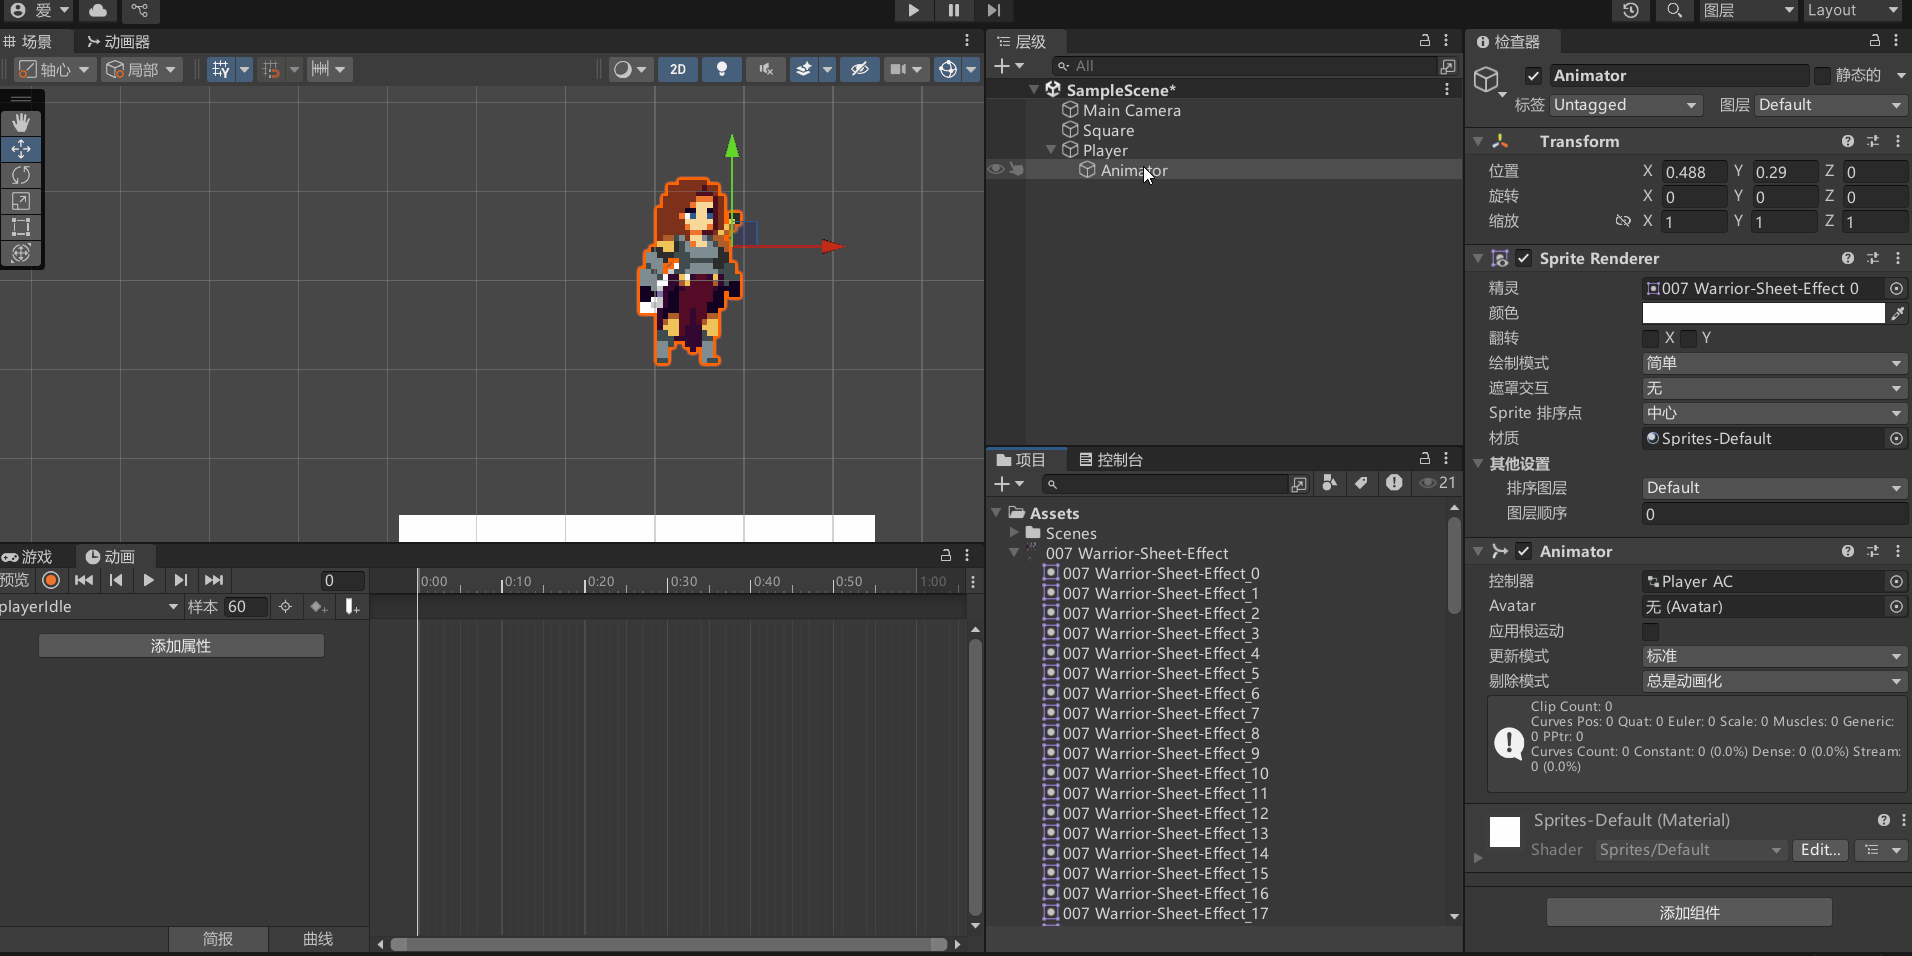 爱
图层
Layout
场景
动画器
轴心
局部
2D
层级
All
SampleScene*
Main Camera
Square
Player
Animator
检查器
Animator
静态的
标签
Untagged
图层
Default
Transform
位置
X
0.488
Y
0.29
Z
0
旋转
X
0
Y
0
Z
0
缩放
X
1
Y
1
Z
1
Sprite Renderer
精灵
007 Warrior-Sheet-Effect 0
颜色
翻转
X
Y
绘制模式
简单
遮罩交互
无
Sprite 排序点
中心
材质
Sprites-Default
其他设置
排序图层
Default
图层顺序
0
Animator
控制器
Player AC
Avatar
无 (Avatar)
应用根运动
更新模式
标准
剔除模式
总是动画化
Clip Count: 0
Curves Pos: 0 Quat: 0 Euler: 0 Scale: 0 Muscles: 0 Generic:
0 PPtr: 0
Curves Count: 0 Constant: 0 (0.0%) Dense: 0 (0.0%) Stream:
0 (0.0%)
Sprites-Default (Material)
Shader
Sprites/Default
Edit...
添加组件
项目
控制台
21
Assets
Scenes
007 Warrior-Sheet-Effect
007 Warrior-Sheet-Effect_0
007 Warrior-Sheet-Effect_1
007 Warrior-Sheet-Effect_2
007 Warrior-Sheet-Effect_3
007 Warrior-Sheet-Effect_4
007 Warrior-Sheet-Effect_5
007 Warrior-Sheet-Effect_6
007 Warrior-Sheet-Effect_7
007 Warrior-Sheet-Effect_8
007 Warrior-Sheet-Effect_9
007 Warrior-Sheet-Effect_10
007 Warrior-Sheet-Effect_11
007 Warrior-Sheet-Effect_12
007 Warrior-Sheet-Effect_13
007 Warrior-Sheet-Effect_14
007 Warrior-Sheet-Effect_15
007 Warrior-Sheet-Effect_16
007 Warrior-Sheet-Effect_17
游戏
动画
预览
0
0:00
0:10
0:20
0:30
0:40
0:50
1:00
playerIdle
样本
60
添加属性
简报
曲线